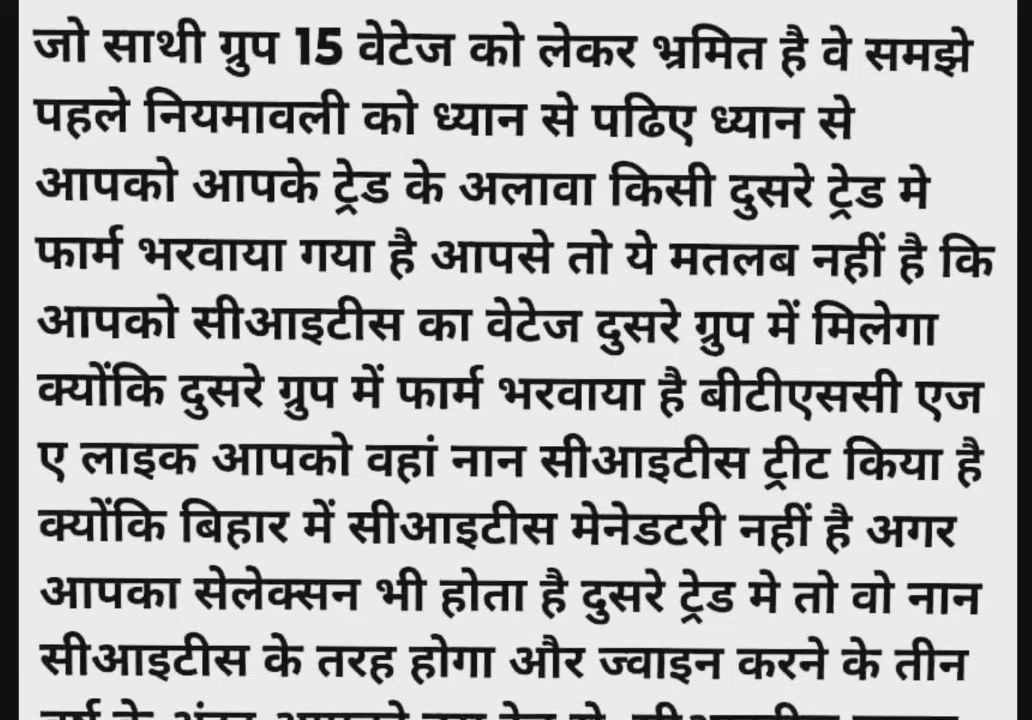 जो साथी ग्रुप 15 वेटेज को लेकर भ्रमित है वे समझे
पहले नियमावली को ध्यान से पढिए ध्यान से
आपको आपके ट्रेड के अलावा किसी दुसरे ट्रेड मे
फार्म भरवाया गया है आपसे तो ये मतलब नहीं है कि
आपको सीआइटीस का वेटेज दुसरे ग्रुप में मिलेगा
क्योंकि दुसरे ग्रुप में फार्म भरवाया है बीटीएससी एज
ए लाइक आपको वहां नान सीआइटीस ट्रीट किया है
क्योंकि बिहार में सीआइटीस मेनेडटरी नहीं है अगर
आपका सेलेक्सन भी होता है दुसरे ट्रेड मे तो वो नान
सीआइटीस के तरह होगा और ज्वाइन करने के तीन